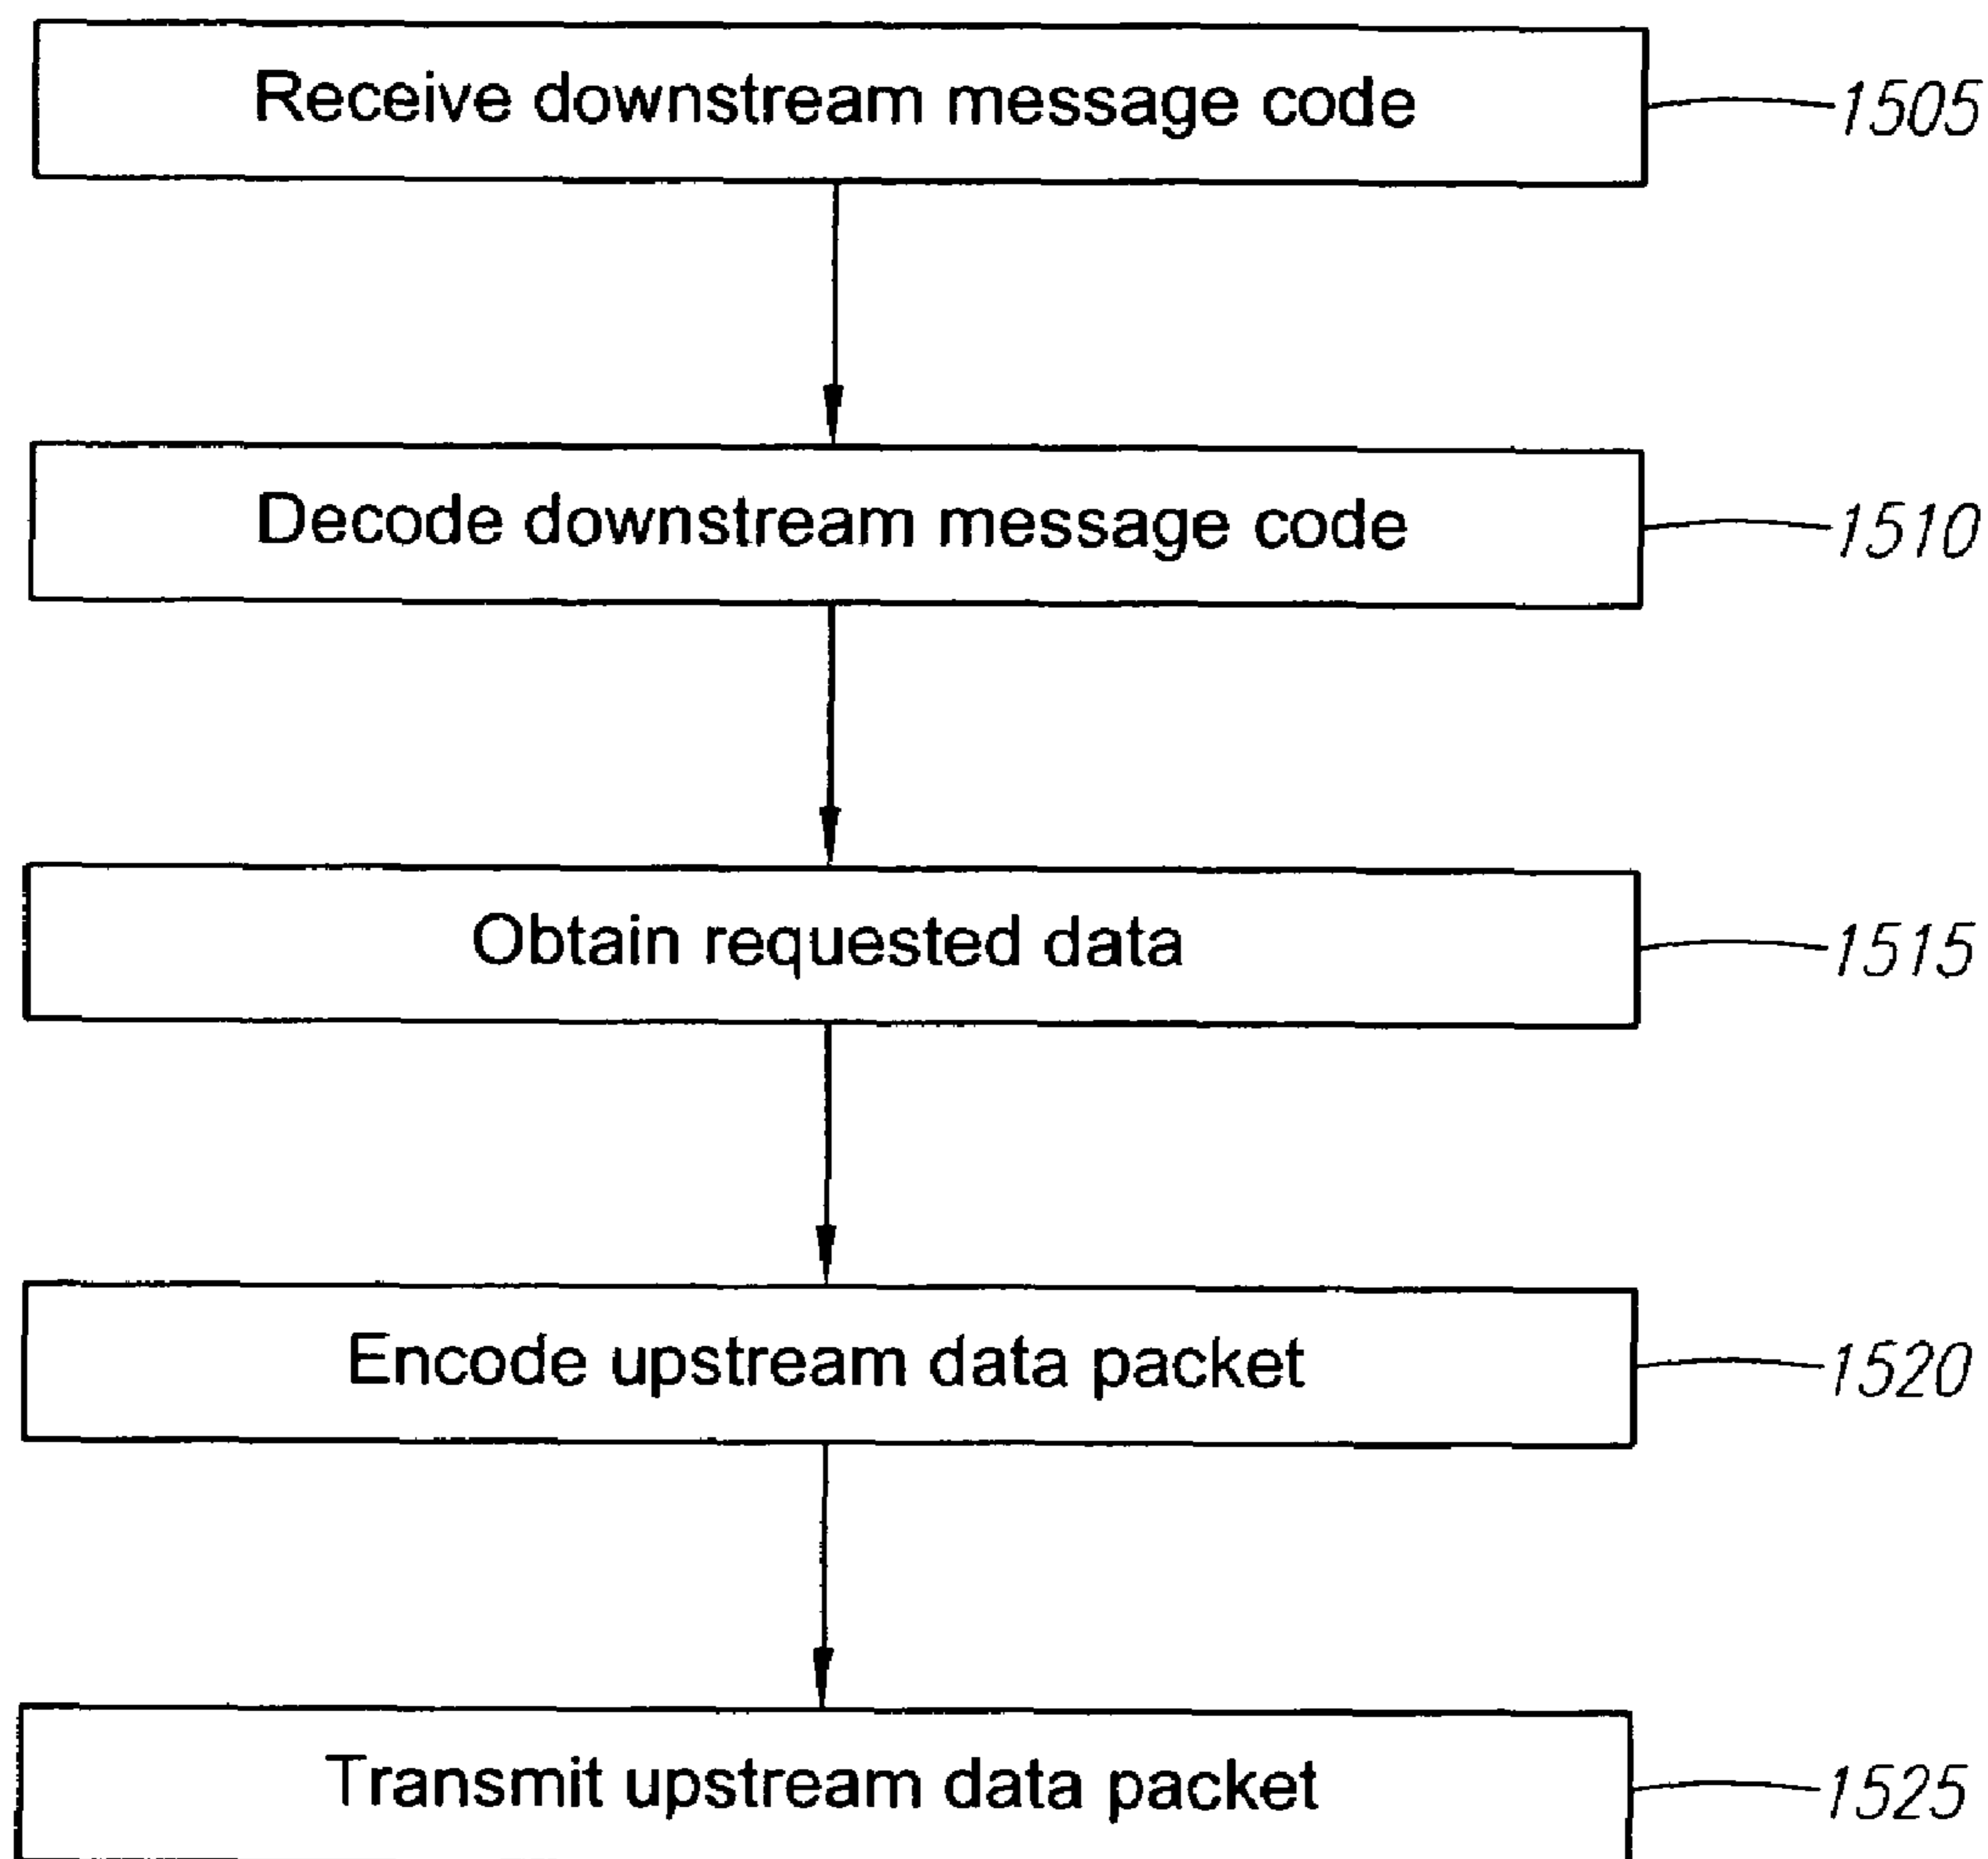 Receive downstream message code 1505
Decode downstream message code 1510
Obtain requested data 1515
Encode upstream data packet 1520
Transmit upstream data packet 1525